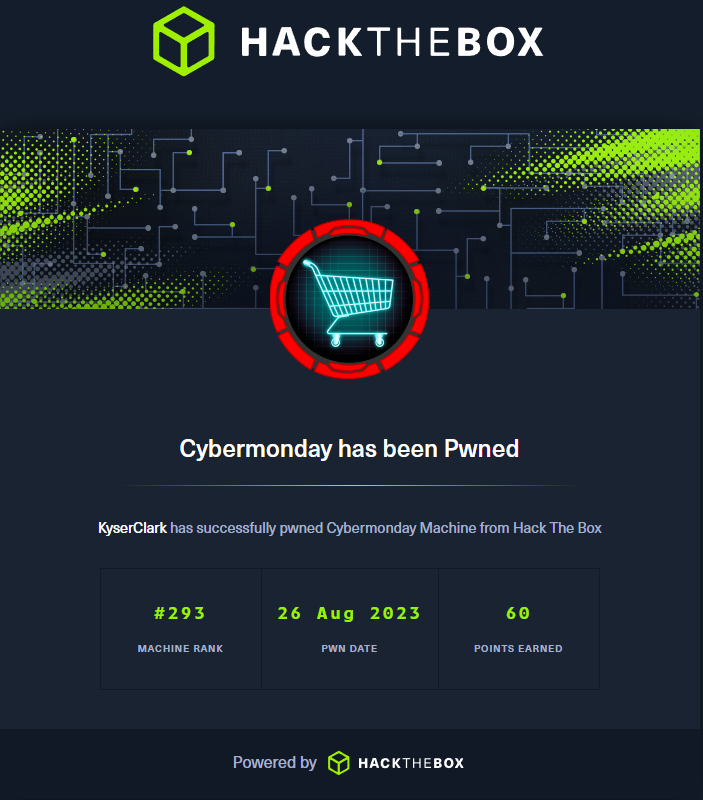 HACKTHEBOX
Cybermonday has been Pwned
KyserClark has successfully pwned Cybermonday Machine from Hack The Box
#293 26 Aug 2023 60
MACHINE RANK PWN DATE POINTS EARNED
Powered by HACKTHEBOX